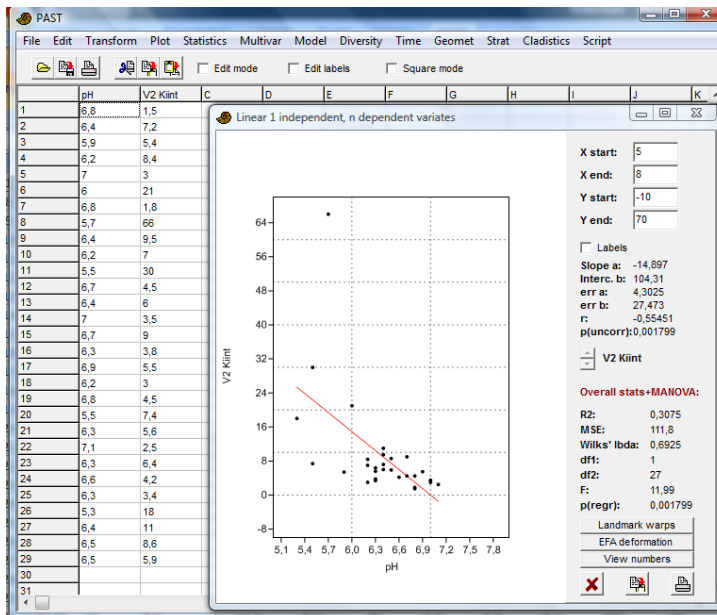 PAST
File Edit Transform Plot Statistics Multivar Model Diversity Time Geomet Strat Cladistics Script
Edit mode Edit labels Square mode
pH V2 Kiint C D E F G H I J K
1 6,8 1,5
2 6,4 7,2
3 5,9 5,4
4 6,2 8,4
5 7 3
6 6 21
7 6,8 1,8
8 5,7 66
9 6,4 9,5
10 6,2 7
11 5,5 30
12 6,7 4,5
13 6,4 6
14 7 3,5
15 6,7 9
16 6,3 3,8
17 6,9 5,5
18 6,2 3
19 6,8 4,5
20 5,5 7,4
21 6,3 5,6
22 7,1 2,5
23 6,3 6,4
24 6,6 4,2
25 6,3 3,4
26 5,3 18
27 6,4 11
28 6,5 8,6
29 6,5 5,9
30
31
Linear 1 independent, n dependent variates
64
56
48
40
32
24
16
8
0
-8
V2 Kiint
5,1 5,4 5,7 6,0 6,3 6,6 6,9 7,2 7,5 7,8
pH
X start: 5
X end: 8
Y start: -10
Y end: 70
Labels
Slope a: -14,897
Interc. b: 104,31
err a: 4,3025
err b: 27,473
r: -0,55451
p(uncorr): 0,001799
V2 Kiint
Overall stats+MANOVA:
R2: 0,3075
MSE: 111,8
Wilks' lbda: 0,6925
df1: 1
df2: 27
F: 11,99
p(regr): 0,001799
Landmark warps
EFA deformation
View numbers